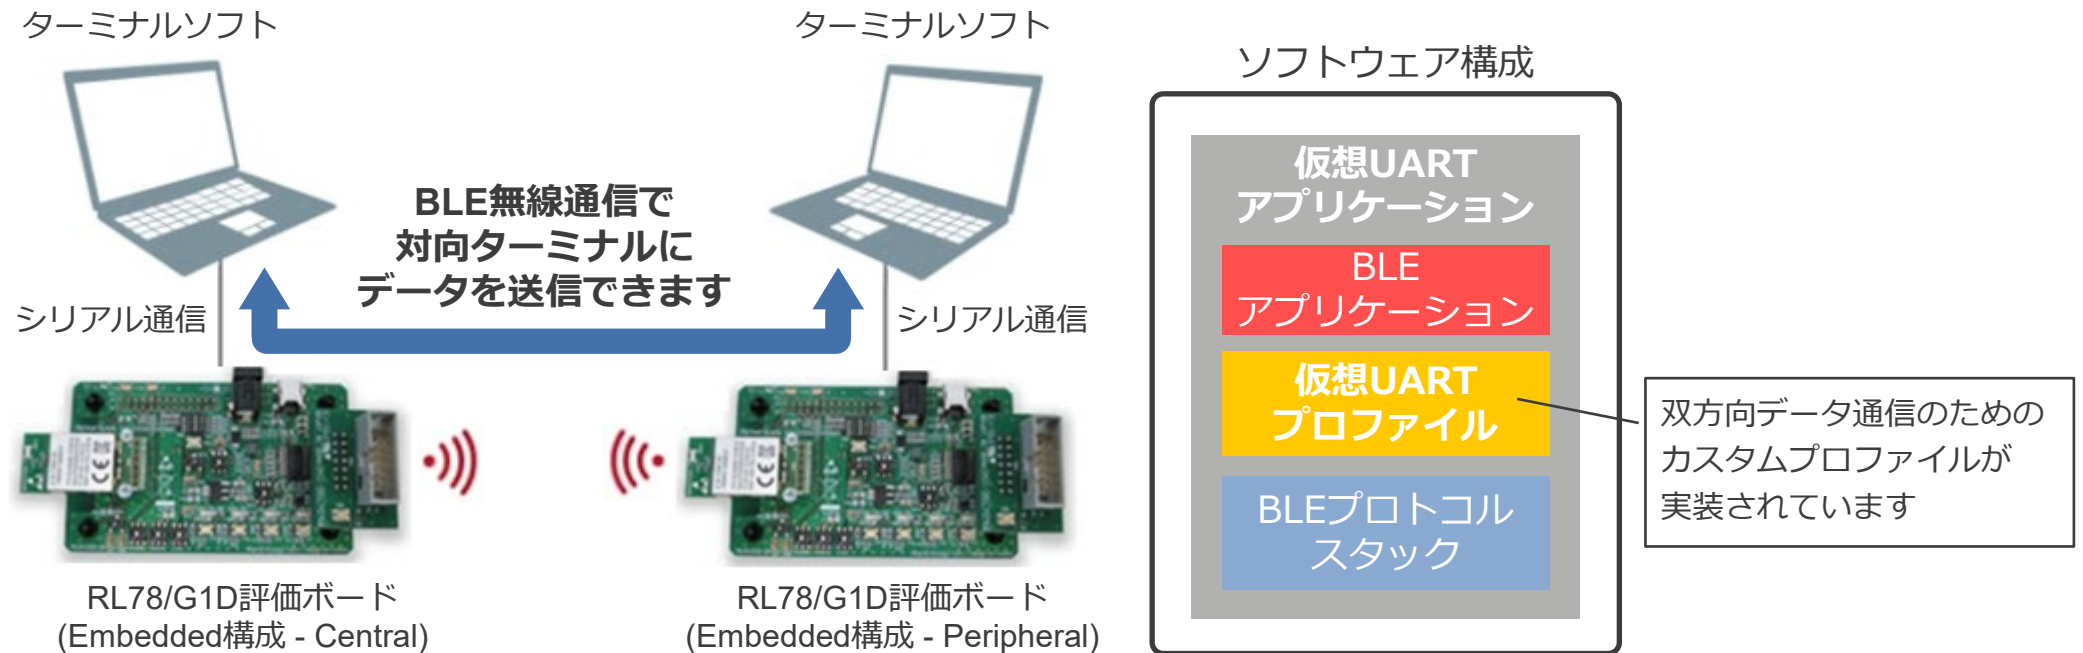 ターミナルソフト
ターミナルソフト
BLE無線通信で
対向ターミナルに
データを送信できます
シリアル通信
シリアル通信
RL78/G1D評価ボード
(Embedded構成 - Central)
RL78/G1D評価ボード
(Embedded構成 - Peripheral)
ソフトウェア構成
仮想UART
アプリケーション
BLE
アプリケーション
仮想UART
プロファイル
BLEプロトコル
スタック
双方向データ通信のための
カスタムプロファイルが
実装されています